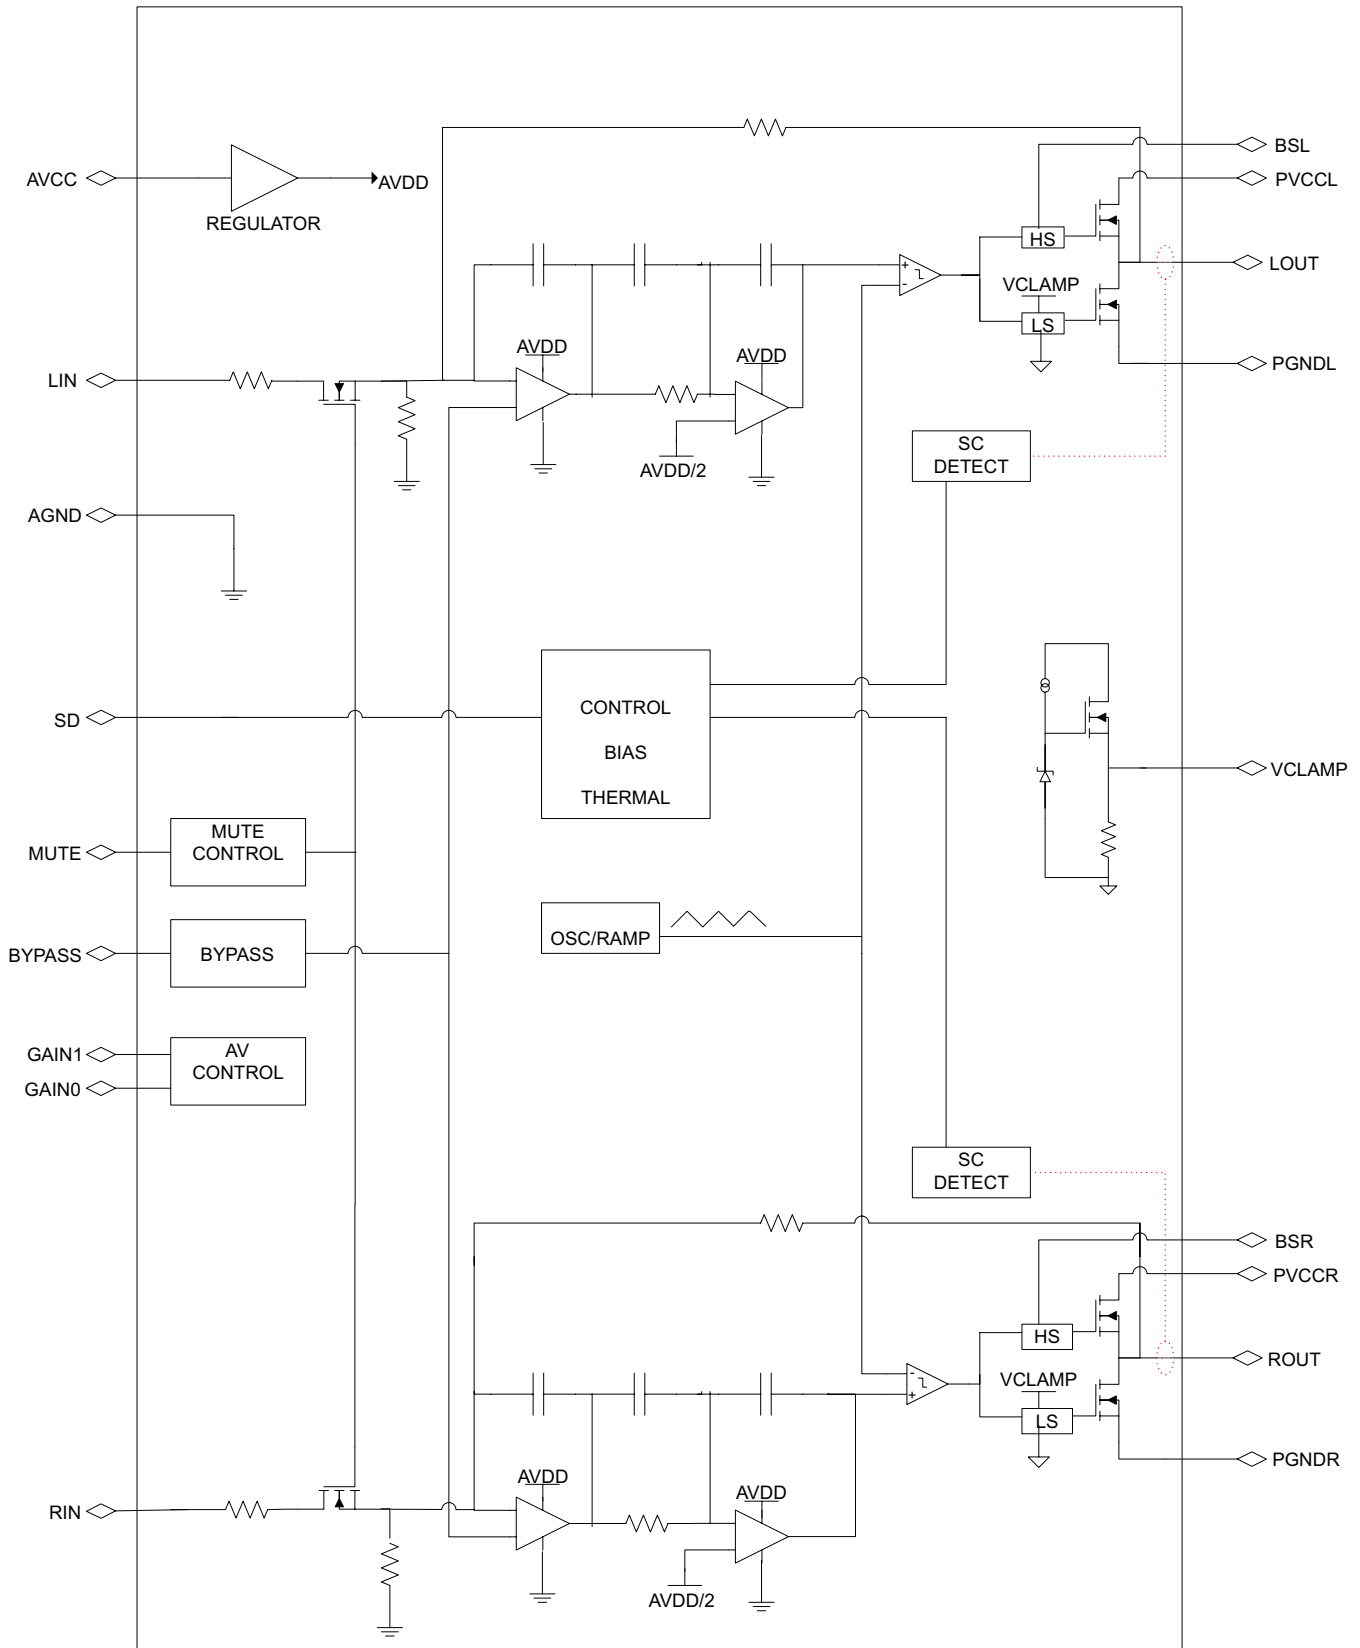 BSL
AVCC
AVDD
PVCCL
REGULATOR
HS
LOUT
+
-
VCLAMP
LS
AVDD
AVDD
LIN
PGNDL
SC
DETECT
AVDD/2
AGND
CONTROL
BIAS
THERMAL
SD
VCLAMP
MUTE
MUTE
CONTROL
OSC/RAMP
BYPASS
BYPASS
GAIN1
GAIN0
AV
CONTROL
SC
DETECT
BSR
PVCCR
HS
ROUT
-
+
VCLAMP
LS
PGNDR
AVDD
AVDD
RIN
AVDD/2